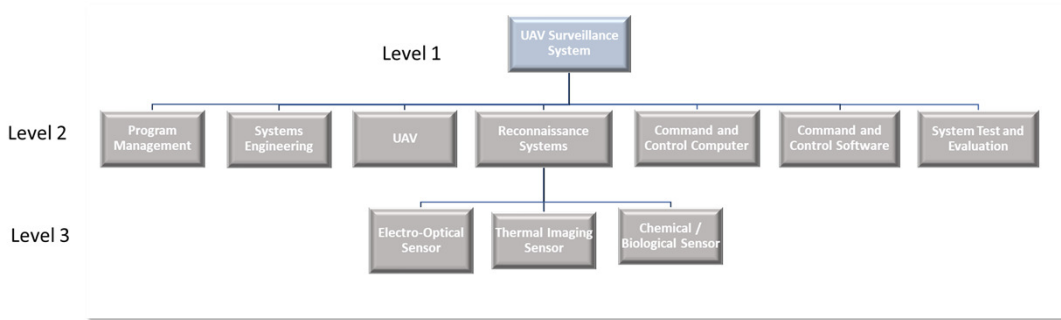 Level 1
UAV Surveillance
System
Level 2
Program
Management
Systems
Engineering
UAV
Reconnaissance
Systems
Command and
Control Computer
Command and
Control Software
System Test and
Evaluation
Level 3
Electro-Optical
Sensor
Thermal Imaging
Sensor
Chemical /
Biological Sensor